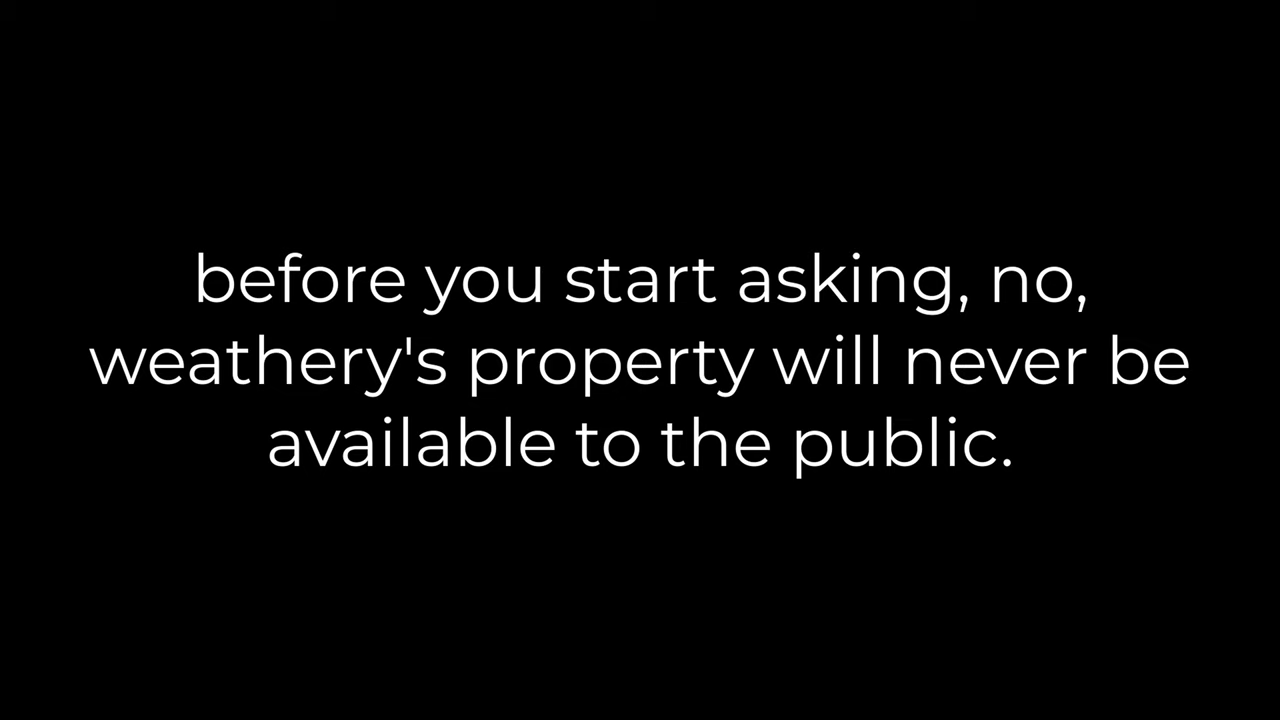 before you start asking, no,
weathery's property will never be
available to the public.